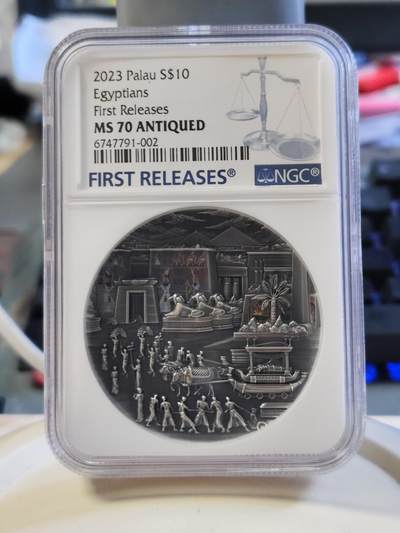 2023 Palau S$10
Egyptians
First Releases
MS 70 ANTIQUED
6747791-002
FIRST RELEASES®
NGC®